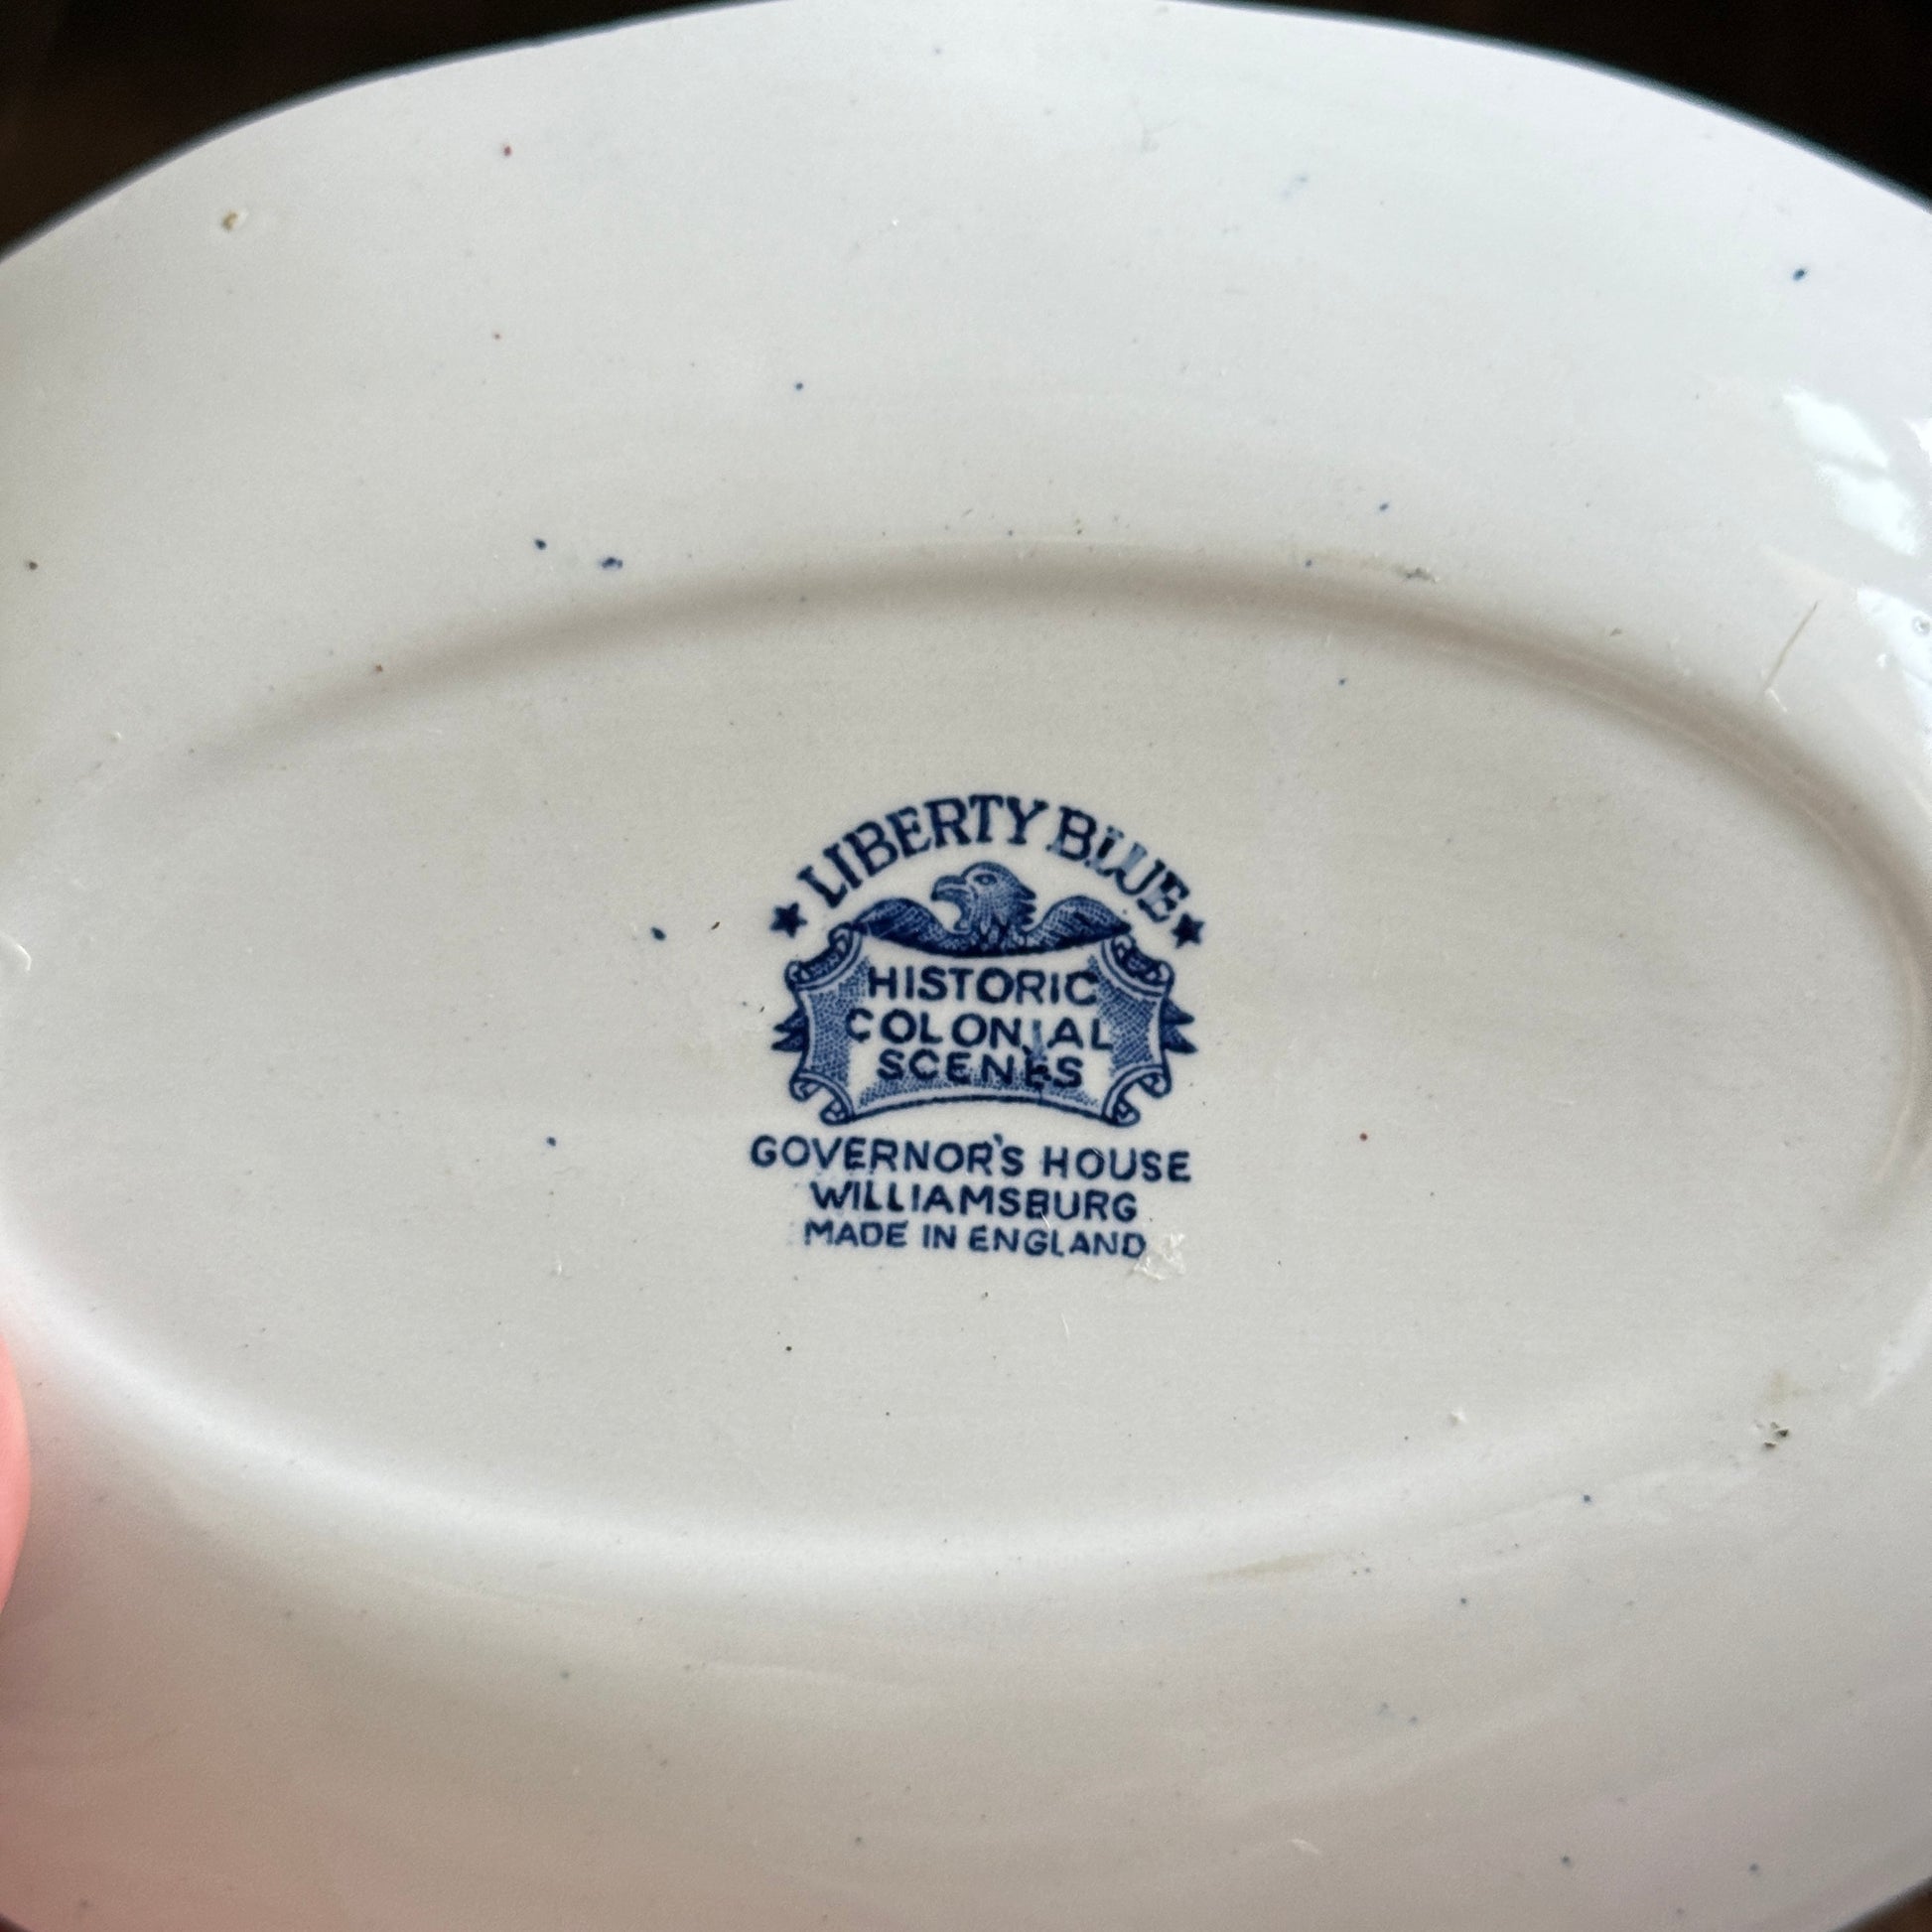 LIBERTY BLUE
HISTORIC
COLONIAL
SCENES
GOVERNOR'S HOUSE
WILLIAMSBURG
MADE IN ENGLAND